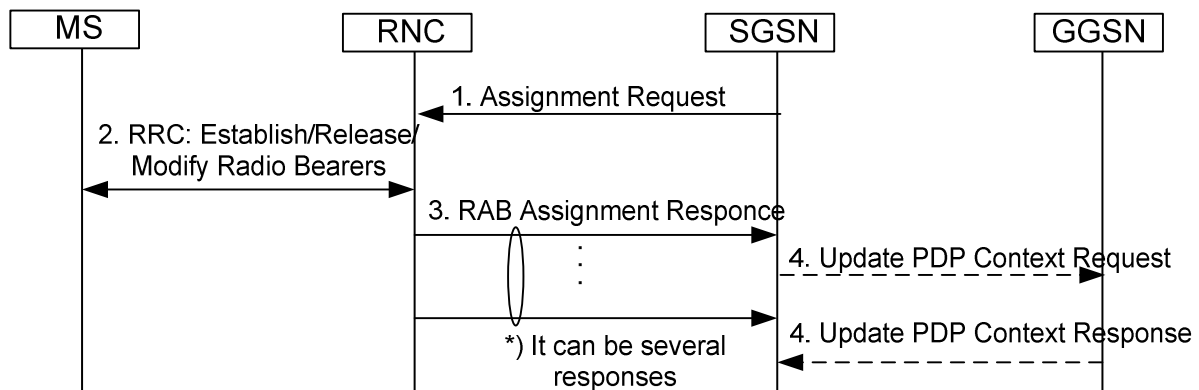 MS
RNC
SGSN
GGSN
1. Assignment Request
2. RRC: Establish/Release/
Modify Radio Bearers
3. RAB Assignment Responce
4. Update PDP Context Request
4. Update PDP Context Response
*) It can be several
responses